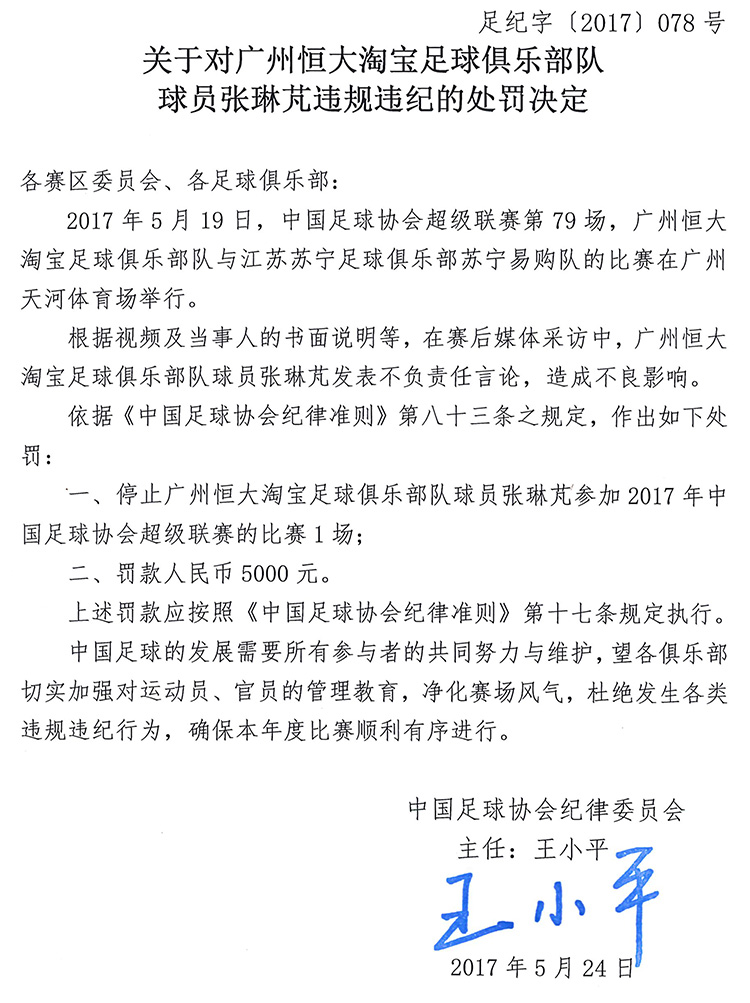 足纪字〔2017〕078 号
关于对广州恒大淘宝足球俱乐部队
球员张琳芃违规违纪的处罚决定
各赛区委员会、各足球俱乐部：
2017 年 5 月 19 日，中国足球协会超级联赛第 79 场，广州恒大
淘宝足球俱乐部队与江苏苏宁足球俱乐部苏宁易购队的比赛在广州
天河体育场举行。
根据视频及当事人的书面说明等，在赛后媒体采访中，广州恒大
淘宝足球俱乐部队球员张琳芃发表不负责任言论，造成不良影响。
依据《中国足球协会纪律准则》第八十三条之规定，作出如下处
罚：
一、停止广州恒大淘宝足球俱乐部队球员张琳芃参加 2017 年中
国足球协会超级联赛的比赛 1 场；
二、罚款人民币 5000 元。
上述罚款应按照《中国足球协会纪律准则》第十七条规定执行。
中国足球的发展需要所有参与者的共同努力与维护，望各俱乐部
切实加强对运动员、官员的管理教育，净化赛场风气，杜绝发生各类
违规违纪行为，确保本年度比赛顺利有序进行。
中国足球协会纪律委员会
主任：王小平
王小平
2017 年 5 月 24 日